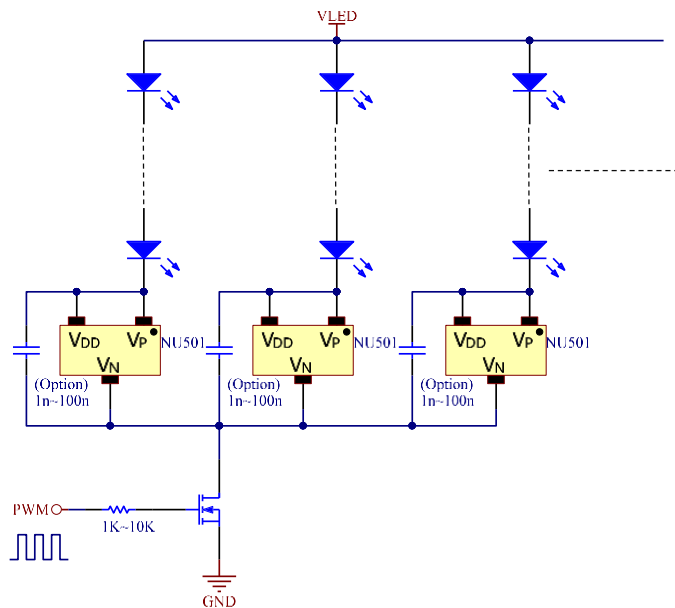 VLED
VDD VP NU501
VN
(Option)
1n~100n
VDD VP NU501
VN
(Option)
1n~100n
VDD VP NU501
VN
(Option)
1n~100n
PWM
1K~10K
GND